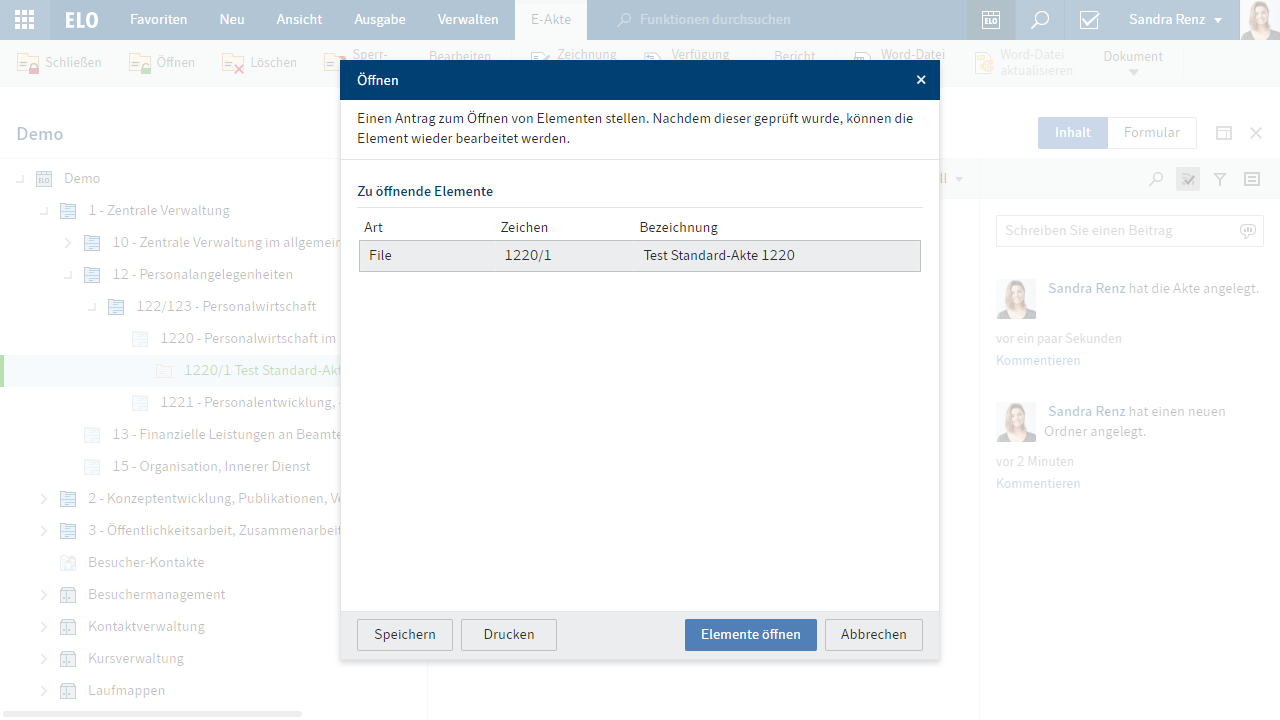 ELO Favoriten Neu Ansicht Ausgabe Verwalten E-Akte Funktionen durchsuchen ELO Sandra Renz
Schließen Öffnen Löschen Sperr- Bearbeiten Zeichnung Verfügung Bericht Word-Datei Word-Datei aktualisieren Dokument
Öffnen
Einen Antrag zum Öffnen von Elementen stellen. Nachdem dieser geprüft wurde, können die
Element wieder bearbeitet werden.
Zu öffnende Elemente
Art Zeichen Bezeichnung
File 1220/1 Test Standard-Akte 1220
Speichern Drucken Elemente öffnen Abbrechen
Demo
Inhalt Formular
ELO Demo
1 - Zentrale Verwaltung
10 - Zentrale Verwaltung im allgemein
12 - Personalangelegenheiten
122/123 - Personalwirtschaft
1220 - Personalwirtschaft im
1220/1 Test Standard-Akt
1221 - Personalentwicklung,
13 - Finanzielle Leistungen an Beamte
15 - Organisation, Innerer Dienst
2 - Konzeptentwicklung, Publikationen, Ve
3 - Öffentlichkeitsarbeit, Zusammenarbeit
Besucher-Kontakte
Besuchermanagement
Kontaktverwaltung
Kursverwaltung
Laufmappen
Schreiben Sie einen Beitrag
Sandra Renz hat die Akte angelegt.
vor ein paar Sekunden
Kommentieren
Sandra Renz hat einen neuen
Ordner angelegt.
vor 2 Minuten
Kommentieren